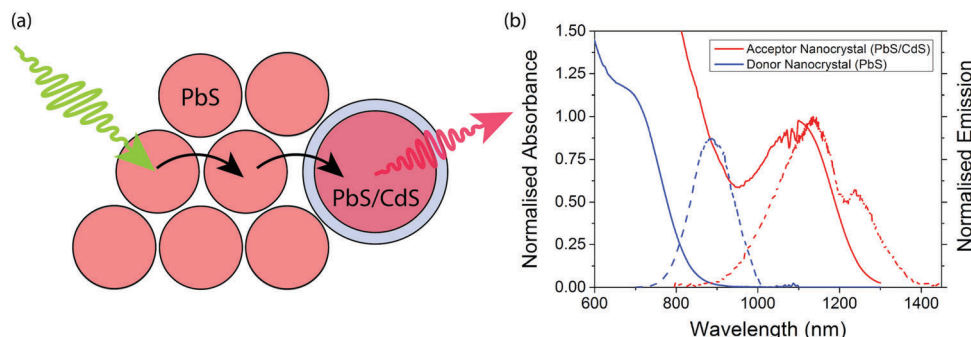 (a)
PbS
PbS/CdS
(b)
Normalised Absorbance
1.50
1.25
1.00
0.75
0.50
0.25
0.00
Acceptor Nanocrystal (PbS/CdS)
Donor Nanocrystal (PbS)
Normalised Emission
600 800 1000 1200 1400
Wavelength (nm)